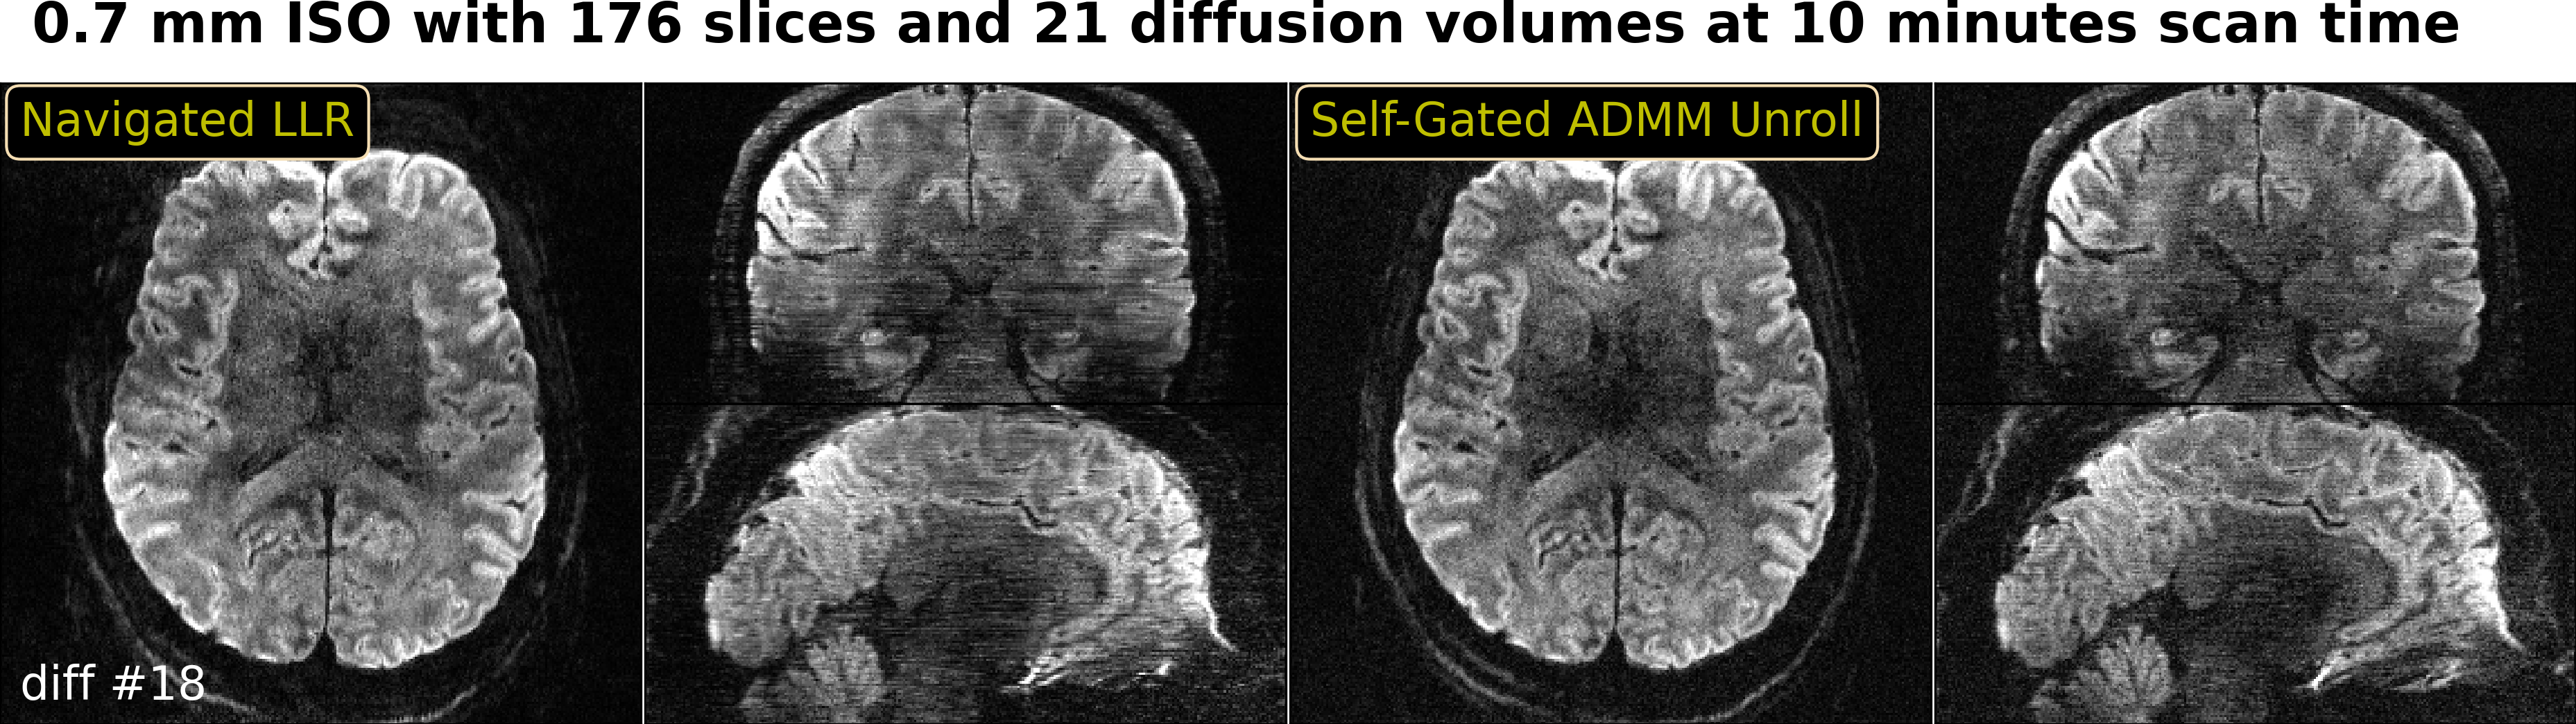 0.7 mm ISO with 176 slices and 21 diffusion volumes at 10 minutes scan time
Navigated LLR
Self-Gated ADMM Unroll
diff #18